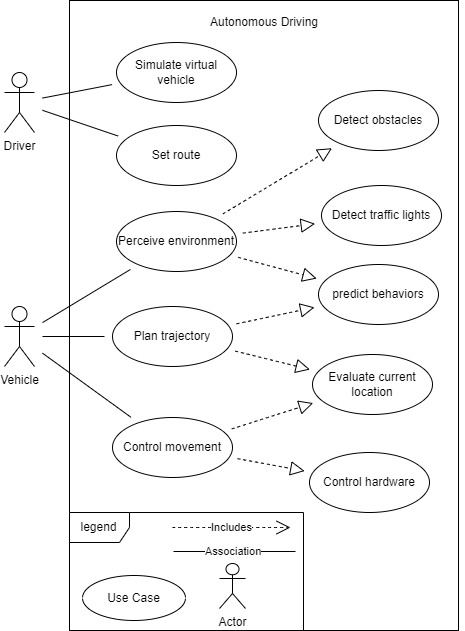 Autonomous Driving
Simulate virtual
vehicle
Driver
Set route
Detect obstacles
Perceive environment
Detect traffic lights
predict behaviors
Vehicle
Plan trajectory
Evaluate current
location
Control movement
Control hardware
legend
Includes
Association
Use Case
Actor